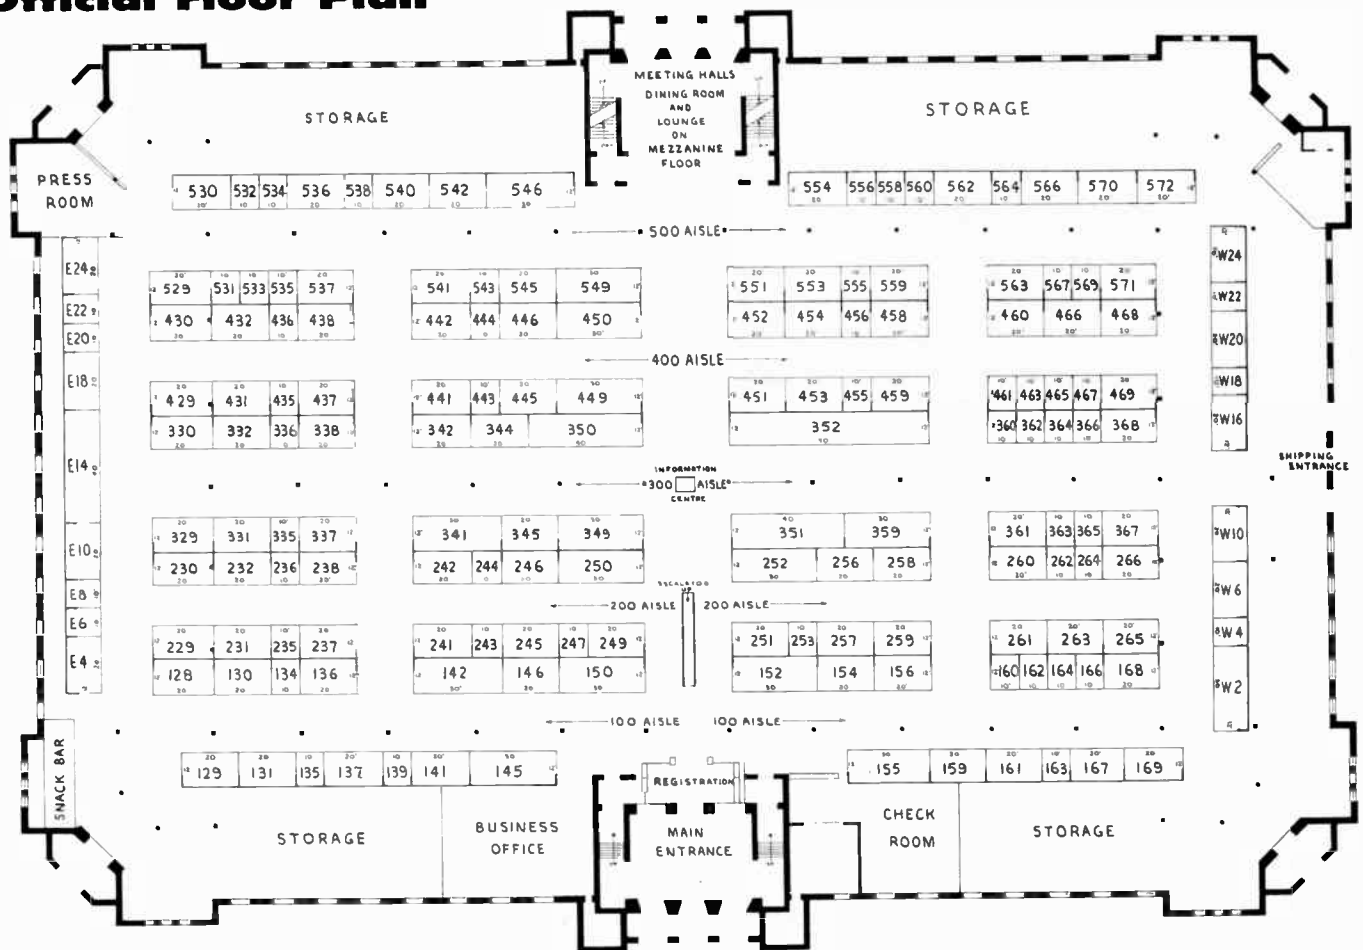 Official Floor Plan
MEETING HALLS
DINING ROOM
AND
LOUNGE
ON
MEZZANINE
FLOOR
STORAGE
STORAGE
PRESS
ROOM
530 532 534 536 538 540 542 546
554 556 558 560 562 564 566 570 572
500 AISLE
E24
E22
E20
E18
E14
E10
E8
E6
E4
W24
W22
W20
W18
W16
W10
W6
W4
W2
529 531 533 535 537
430 432 436 438
541 543 545 549
442 444 446 450
551 553 555 559
452 454 456 458
563 567 569 571
460 466 468
400 AISLE
429 431 435 437
330 332 336 338
441 443 445 449
342 344 350
451 453 455 459
352
461 463 465 467 469
360 362 364 366 368
SHIPPING
ENTRANCE
INFORMATION
300 AISLE
CENTRE
329 331 335 337
230 232 236 238
341 345 349
242 244 246 250
351 359
252 256 258
361 363 365 367
260 262 264 266
ESCALATOR
UP
200 AISLE 200 AISLE
229 231 235 237
128 130 134 136
241 243 245 247 249
142 146 150
251 253 257 259
152 154 156
261 263 265
160 162 164 166 168
100 AISLE 100 AISLE
129 131 135 137 139 141 145
155 159 161 163 167 169
SNACK BAR
REGISTRATION
STORAGE
BUSINESS
OFFICE
MAIN
ENTRANCE
CHECK
ROOM
STORAGE